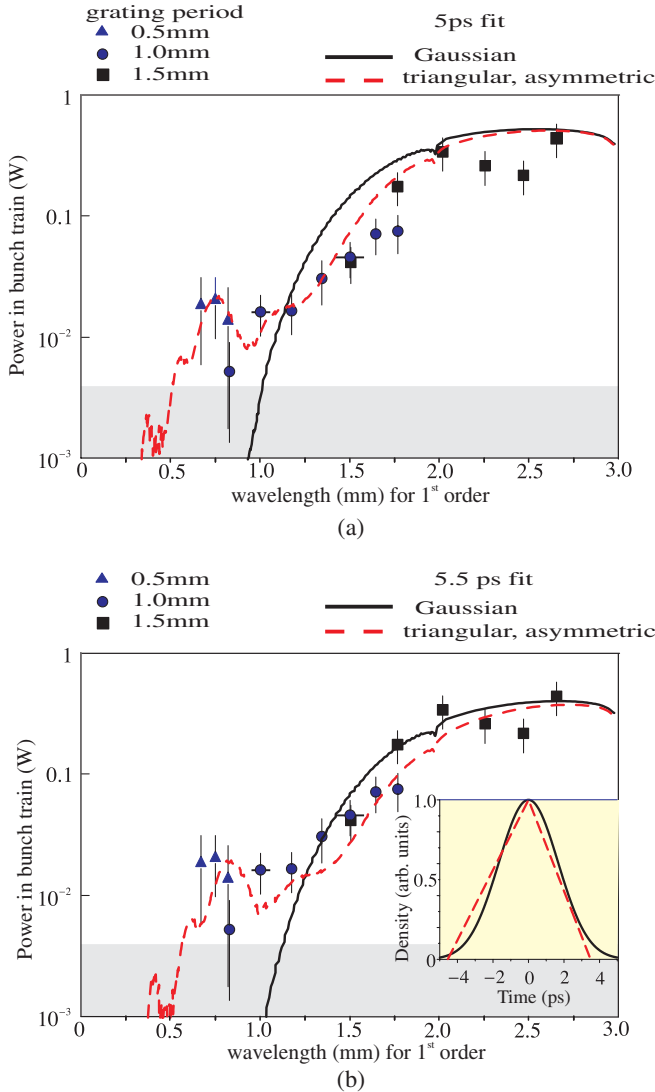 grating period
0.5mm
1.0mm
1.5mm
5ps fit
Gaussian
triangular, asymmetric
Power in bunch train (W)
1
0.1
10⁻²
10⁻³
0 0.5 1.0 1.5 2.0 2.5 3.0
wavelength (mm) for 1ˢᵗ order
(a)
0.5mm
1.0mm
1.5mm
5.5 ps fit
Gaussian
triangular, asymmetric
Power in bunch train (W)
1
0.1
10⁻²
10⁻³
0 0.5 1.0 1.5 2.0 2.5 3.0
wavelength (mm) for 1ˢᵗ order
Density (arb. units)
1.0
0.5
0
−4 −2 0 2 4
Time (ps)
(b)